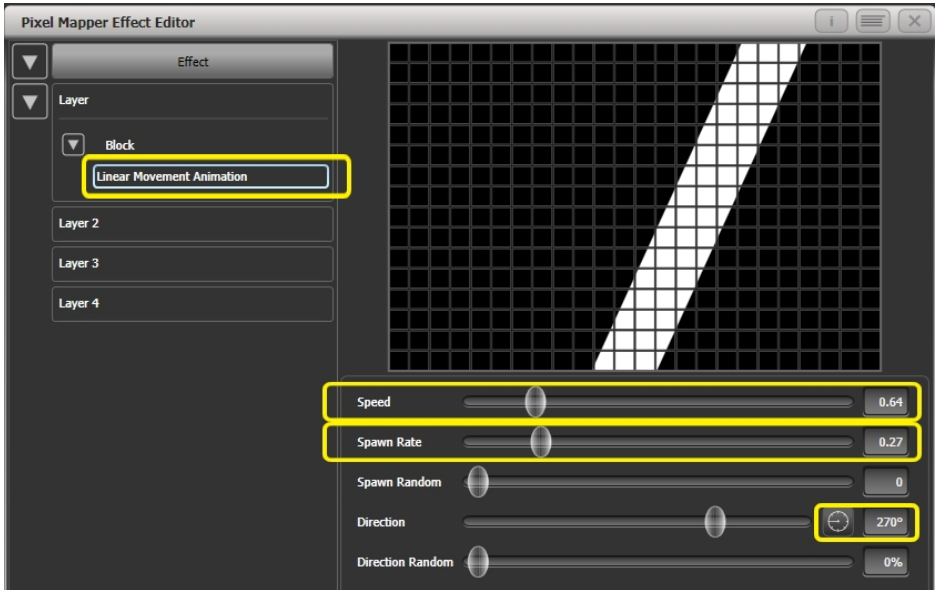 Pixel Mapper Effect Editor
i
Effect
Layer
Block
Linear Movement Animation
Layer 2
Layer 3
Layer 4
Speed 0.64
Spawn Rate 0.27
Spawn Random 0
Direction 270°
Direction Random 0%